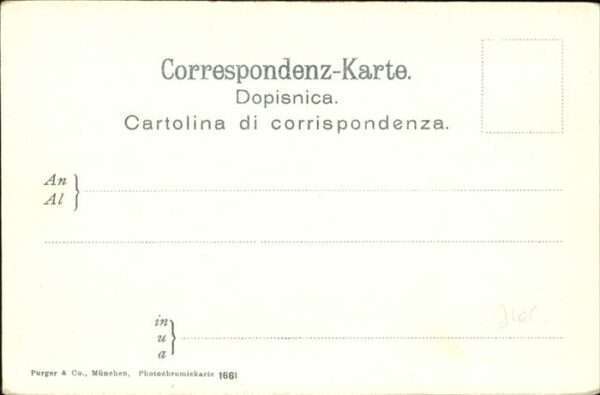 Correspondenz-Karte.
Dopisnica.
Cartolina di corrispondenza.
An
Al
in
u
a
Purger & Co., München, Photochromiekarte 1661